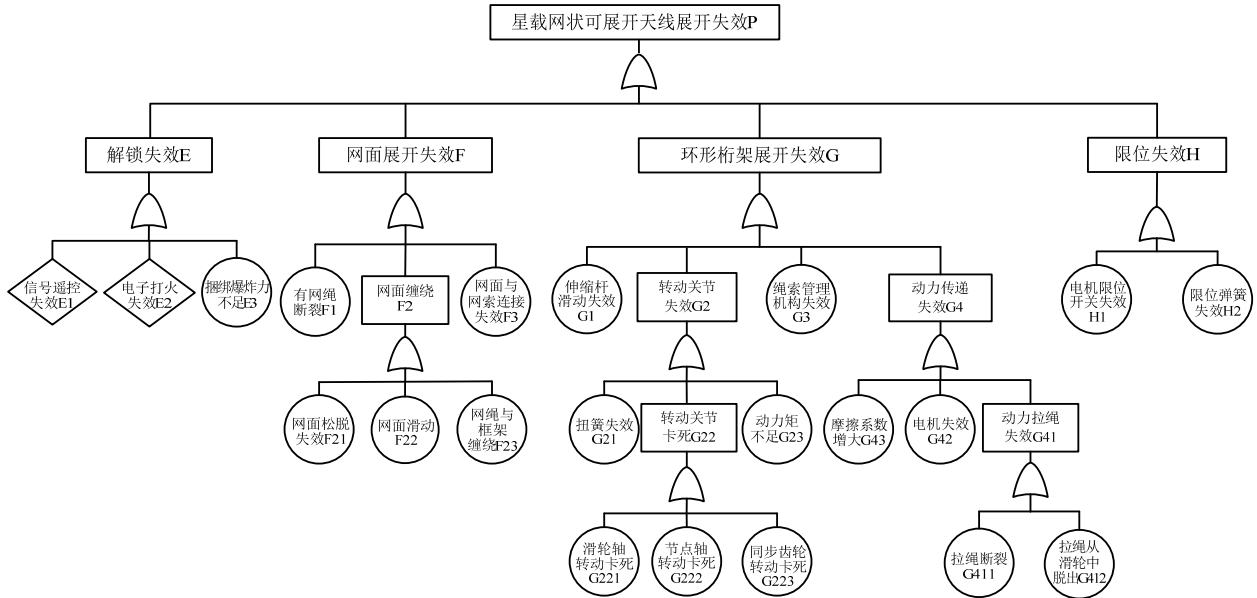 星载网状可展开天线展开失效P
解锁失效E
网面展开失效F
环形桁架展开失效G
限位失效H
信号遥控
失效E1
电子打火
失效E2
捆绑爆炸力
不足E3
有网绳
断裂F1
网面缠绕
F2
网面与
网索连接
失效F3
伸缩杆
滑动失效
G1
转动关节
失效G2
绳索管理
机构失效
G3
动力传递
失效G4
电机限位
开关失效
H1
限位弹簧
失效H2
网面松脱
失效F21
网面滑动
F22
网绳与
框架
缠绕F23
扭簧失效
G21
转动关节
卡死G22
动力矩
不足G23
摩擦系数
增大G43
电机失效
G42
动力拉绳
失效G41
滑轮轴
转动卡死
G221
节点轴
转动卡死
G222
同步齿轮
转动卡死
G223
拉绳断裂
G411
拉绳从
滑轮中
脱出G412